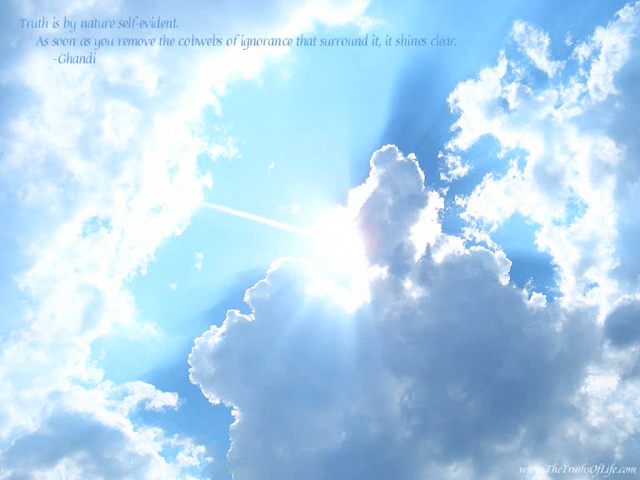 Truth is by nature self-evident.
As soon as you remove the cobwebs of ignorance that surround it, it shines clear.
-Ghandi
www.TheTruthsOfLife.com